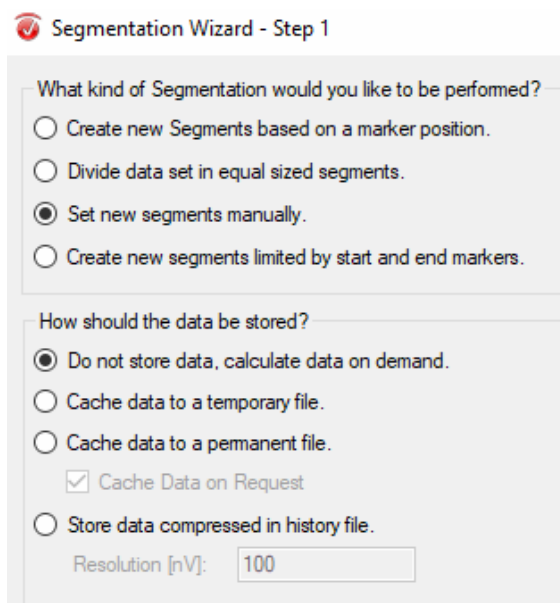 Segmentation Wizard - Step 1
What kind of Segmentation would you like to be performed?
Create new Segments based on a marker position.
Divide data set in equal sized segments.
Set new segments manually.
Create new segments limited by start and end markers.
How should the data be stored?
Do not store data, calculate data on demand.
Cache data to a temporary file.
Cache data to a permanent file.
Cache Data on Request
Store data compressed in history file.
Resolution [nV]: 100